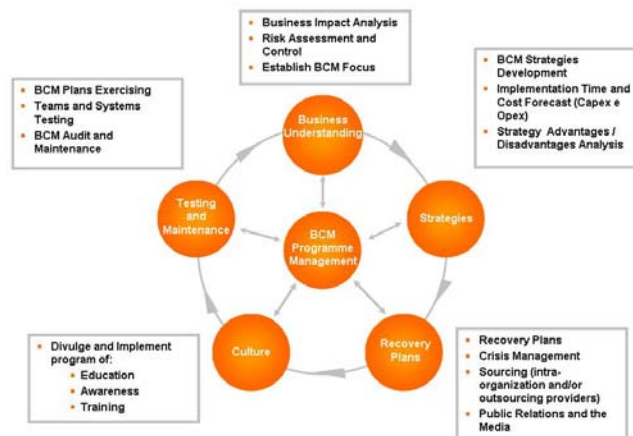 Business Impact Analysis
Risk Assessment and
Control
Establish BCM Focus
BCM Plans Exercising
Teams and Systems
Testing
BCM Audit and
Maintenance
BCM Strategies
Development
Implementation Time and
Cost Forecast (Capex e
Opex)
Strategy Advantages /
Disadvantages Analysis
Business
Understanding
Testing
and
Maintenance
Strategies
BCM
Programme
Management
Culture
Recovery
Plans
Divulge and Implement
program of:
Education
Awareness
Training
Recovery Plans
Crisis Management
Sourcing (intra-
organization and/or
outsourcing providers)
Public Relations and the
Media